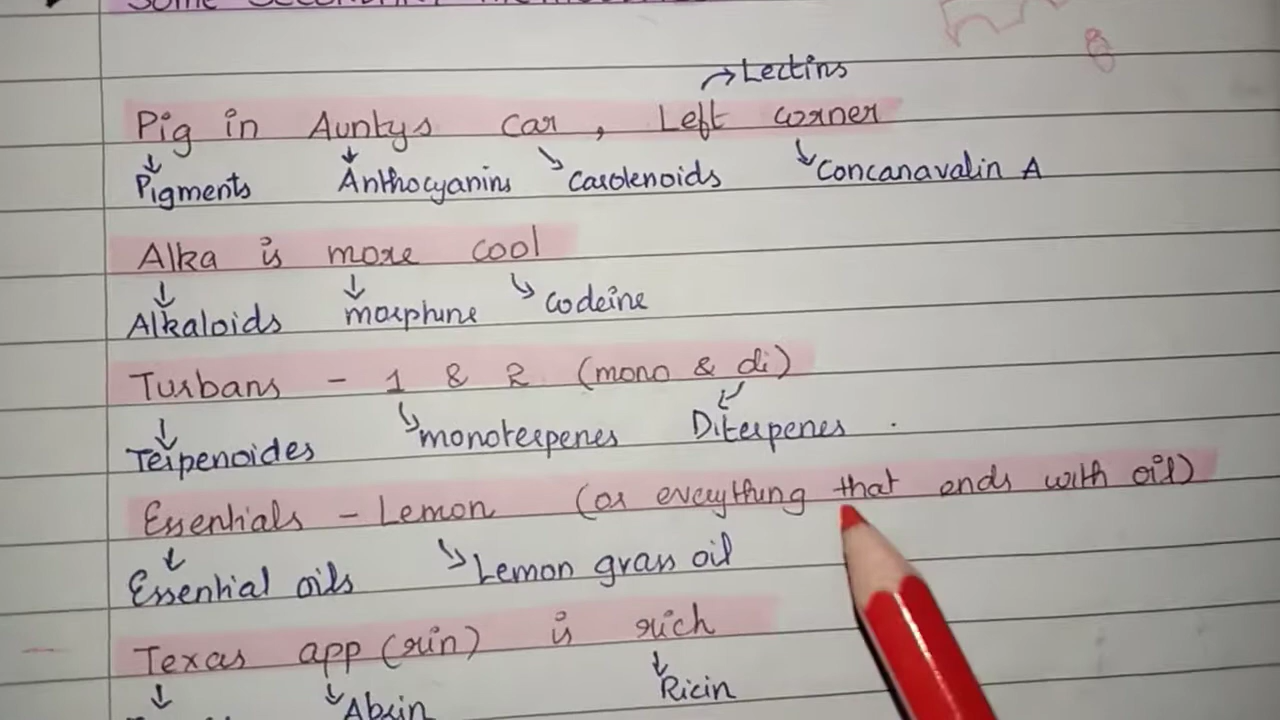 → Lectins
Pig in Auntys car , Left corner
Pigments Anthocyanins Carotenoids Concanavalin A
Alka is more cool
Alkaloids morphine codeine
Turbans - 1 & 2 (mono & di)
Terpenoides monoterpenes Diterpenes .
Essentials - Lemon (or everything that ends with oil)
Essential oils Lemon grass oil
Texas app (rin) is rich
Abrin Ricin